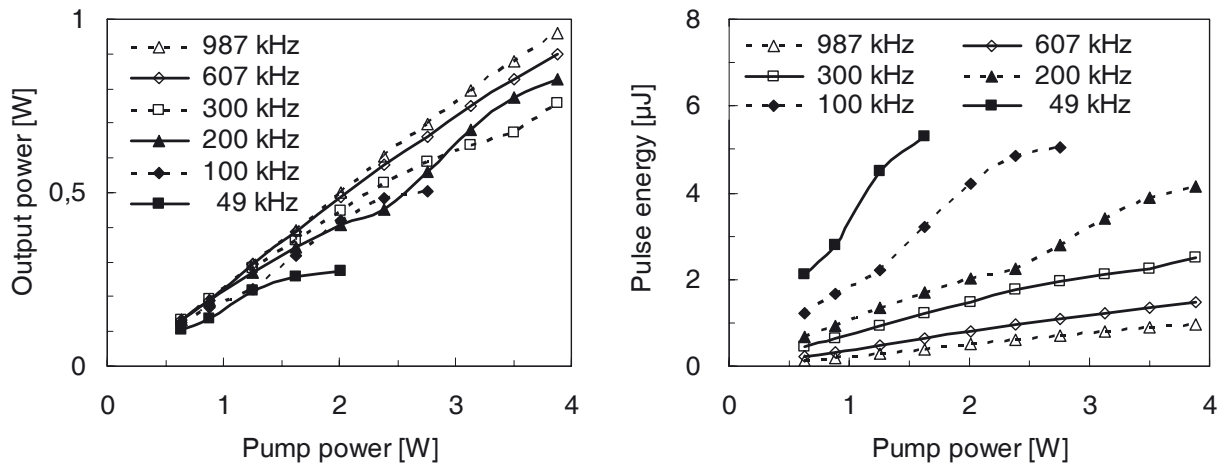 Output power [W]
1
0,5
0
987 kHz
607 kHz
300 kHz
200 kHz
100 kHz
49 kHz
0 1 2 3 4
Pump power [W]
Pulse energy [µJ]
8
6
4
2
0
987 kHz 607 kHz
300 kHz 200 kHz
100 kHz 49 kHz
0 1 2 3 4
Pump power [W]